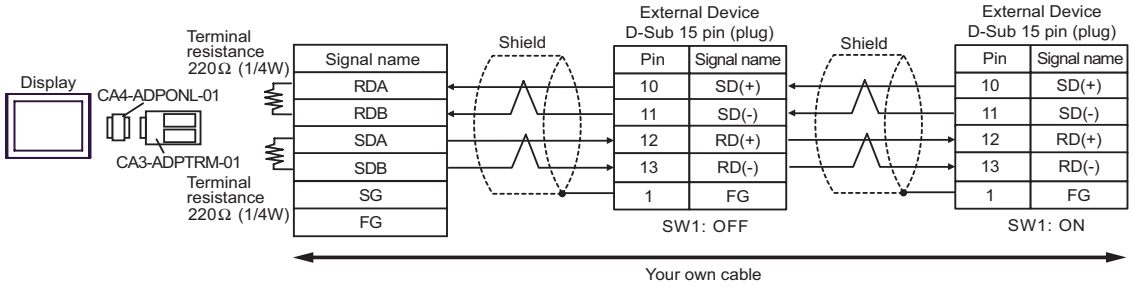 Display
CA4-ADPONL-01
CA3-ADPTRM-01
Terminal
resistance
220Ω (1/4W)
Terminal
resistance
220Ω (1/4W)
Signal name
RDA
RDB
SDA
SDB
SG
FG
Shield
External Device
D-Sub 15 pin (plug)
Pin Signal name
10 SD(+)
11 SD(-)
12 RD(+)
13 RD(-)
1 FG
SW1: OFF
Shield
External Device
D-Sub 15 pin (plug)
Pin Signal name
10 SD(+)
11 SD(-)
12 RD(+)
13 RD(-)
1 FG
SW1: ON
Your own cable